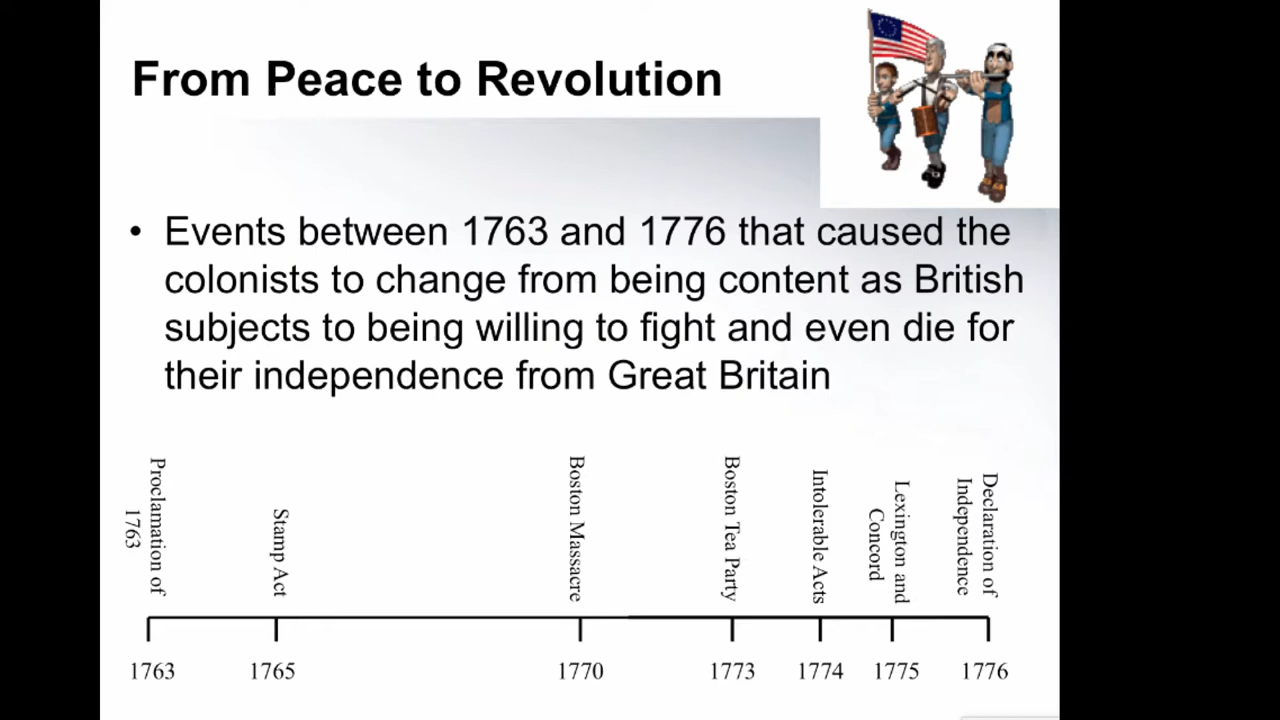 From Peace to Revolution
• Events between 1763 and 1776 that caused the
colonists to change from being content as British
subjects to being willing to fight and even die for
their independence from Great Britain
Proclamation of
1763
Stamp Act
Boston Massacre
Boston Tea Party
Intolerable Acts
Lexington and
Concord
Declaration of
Independence
1763 1765 1770 1773 1774 1775 1776